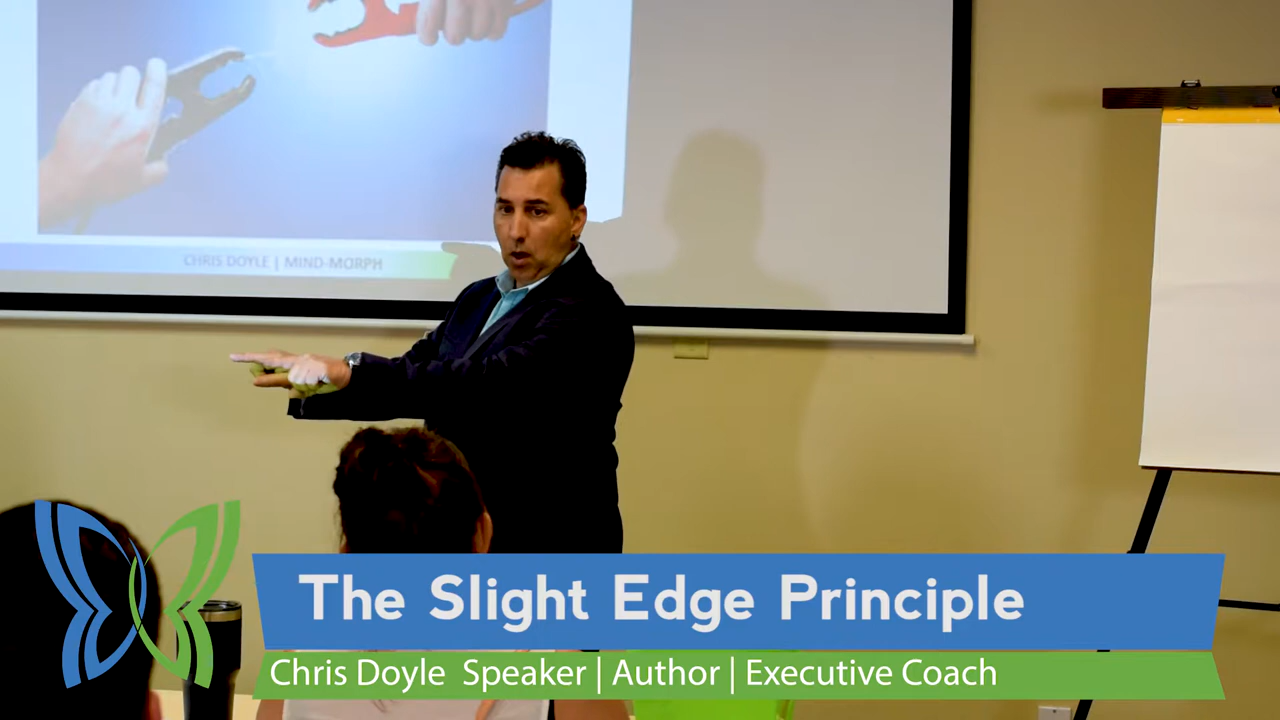 CHRIS DOYLE | MIND-MORPH
The Slight Edge Principle
Chris Doyle Speaker | Author | Executive Coach